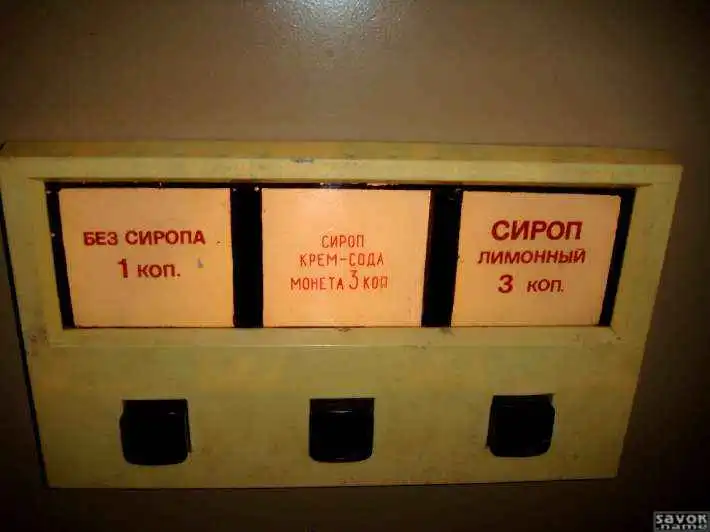 БЕЗ СИРОПА
1 КОП.
СИРОП
КРЕМ-СОДА
МОНЕТА 3 КОП
СИРОП
ЛИМОННЫЙ
3 КОП.
SAVOK
.name